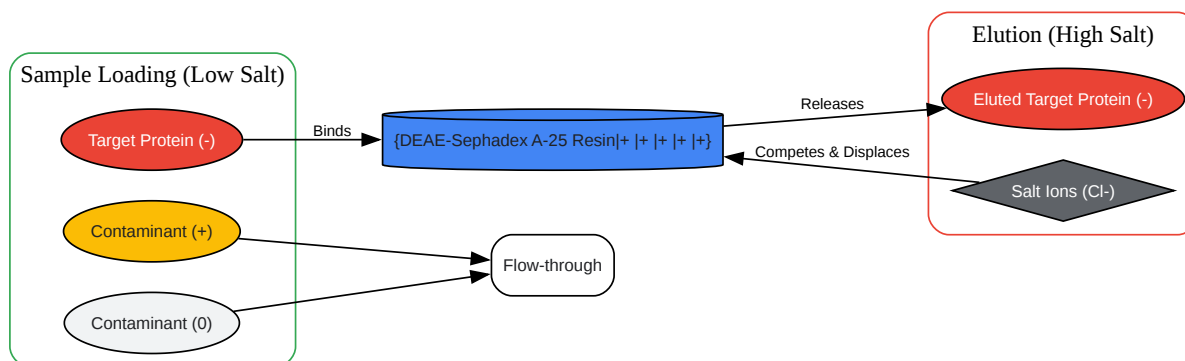 Sample Loading (Low Salt)
Target Protein (-)
Contaminant (+)
Contaminant (0)
Binds
{DEAE-Sephadex A-25 Resin|+ |+ |+ |+ |+}
Flow-through
Releases
Competes & Displaces
Elution (High Salt)
Eluted Target Protein (-)
Salt Ions (Cl-)